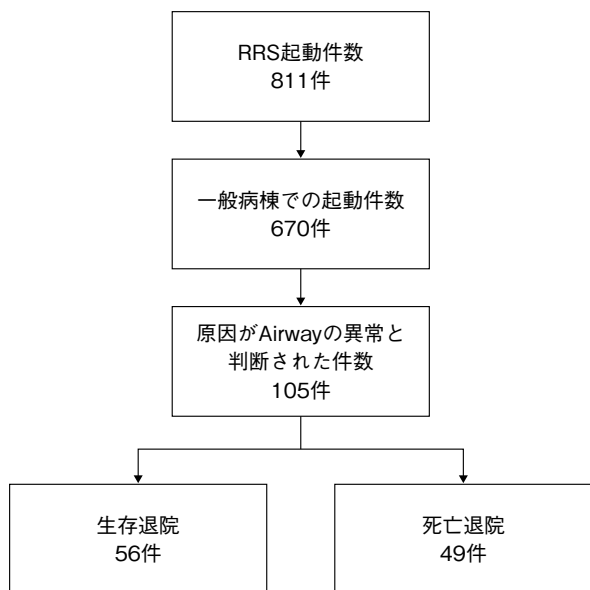 RRS起動件数
811件
一般病棟での起動件数
670件
原因がAirwayの異常と
判断された件数
105件
生存退院
56件
死亡退院
49件